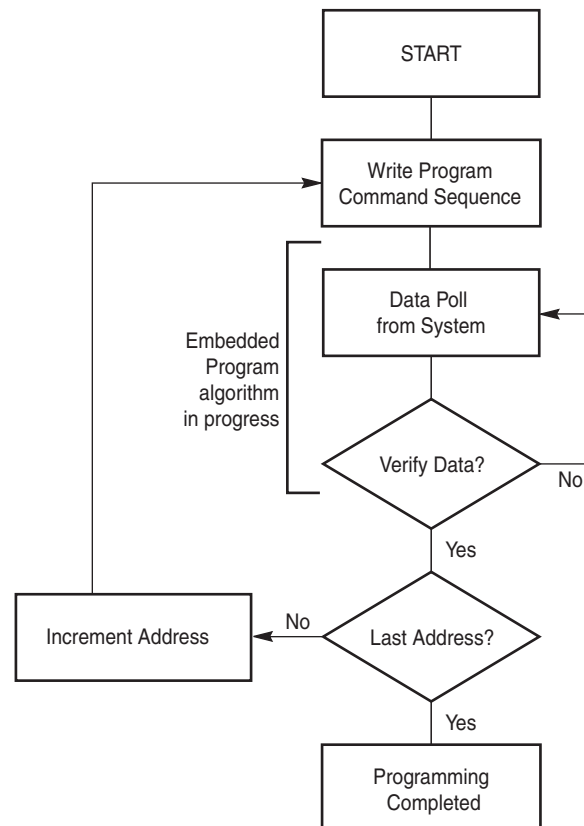 START
Write Program
Command Sequence
Data Poll
from System
Embedded
Program
algorithm
in progress
Verify Data?
No
Yes
Increment Address
No
Last Address?
Yes
Programming
Completed